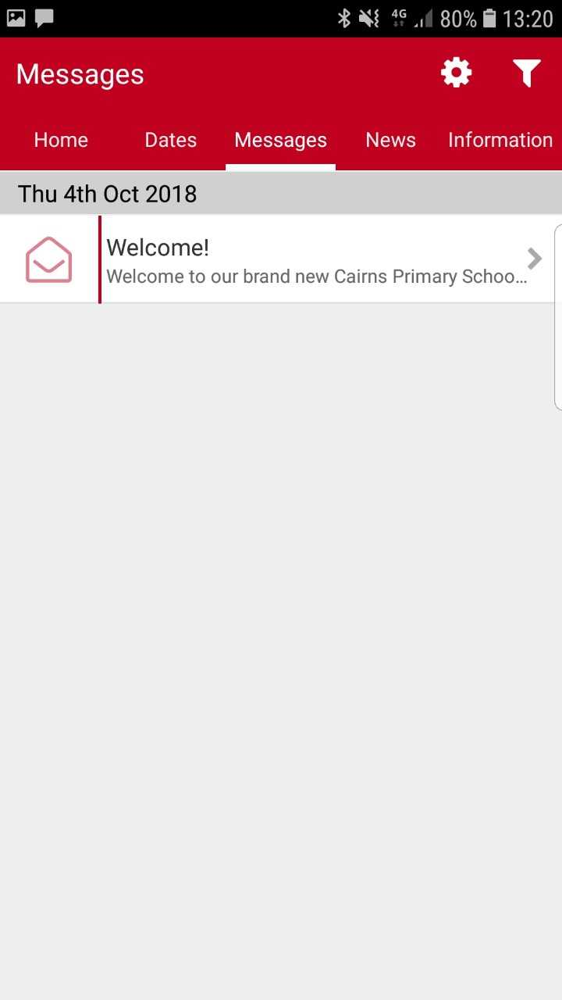 4G 80% 13:20
Messages
Home Dates Messages News Information
Thu 4th Oct 2018
Welcome!
Welcome to our brand new Cairns Primary Schoo...